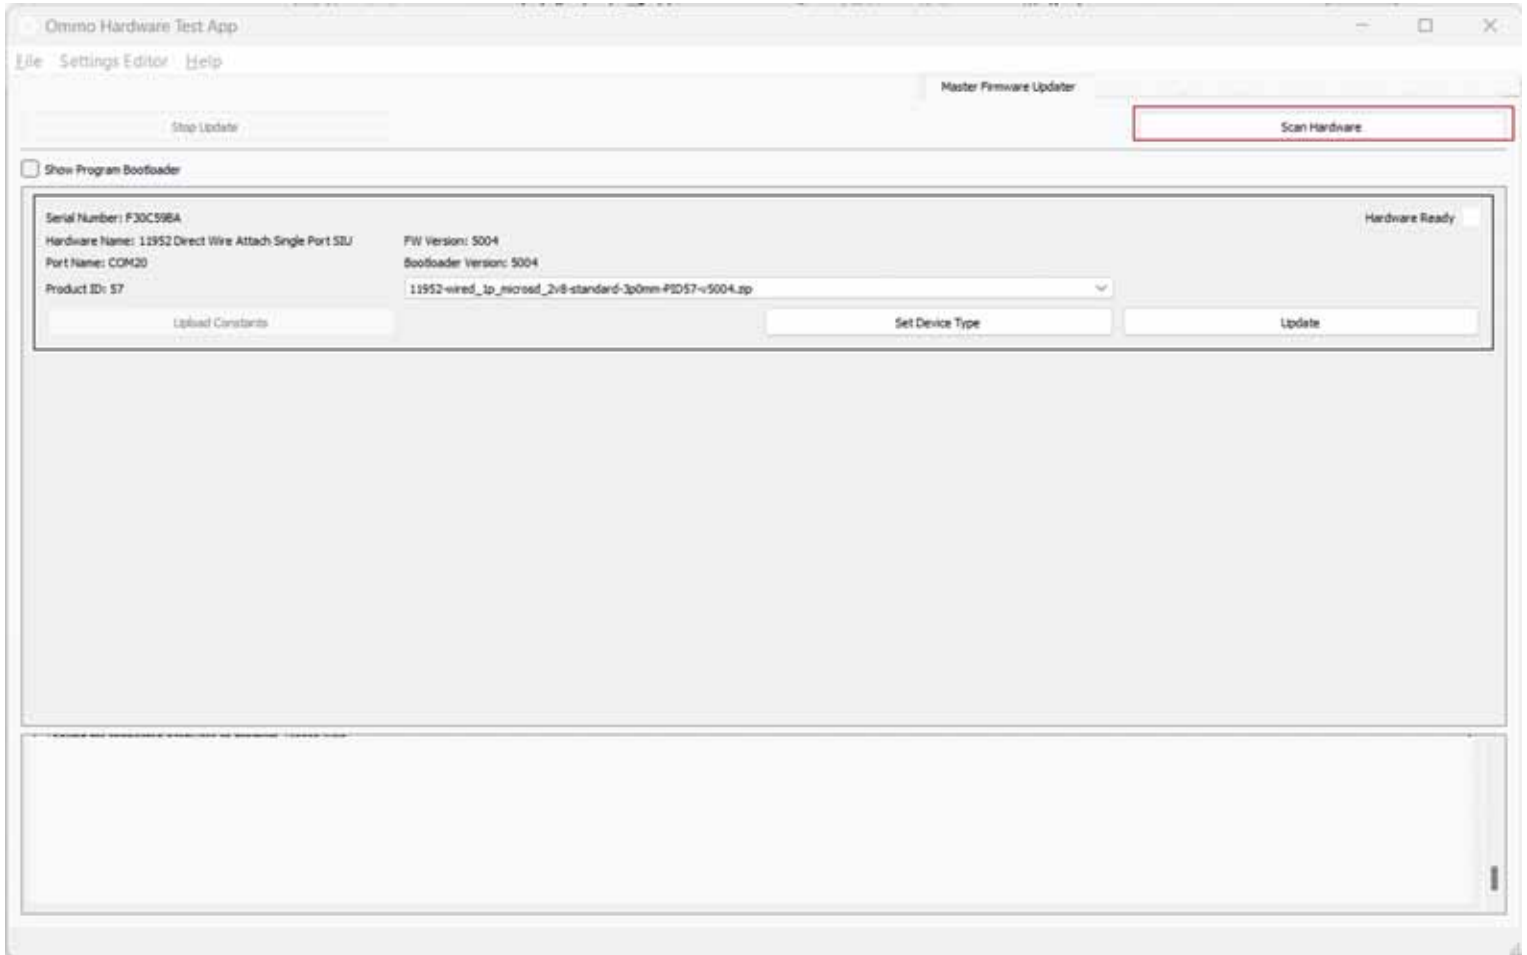 Ommo Hardware Test App
File Settings Editor Help
Master Firmware Updater
Stop Update
Scan Hardware
Show Program Bootloader
Serial Number: F30C59BA
Hardware Ready
Hardware Name: 11952 Direct Wire Attach Single Port SIU
FW Version: 5004
Port Name: COM20
Bootloader Version: 5004
Product ID: 57
11952-wired_1p_microsd_2v8-standard-3p0mm-PID57-v5004.zip
Upload Constants
Set Device Type
Update